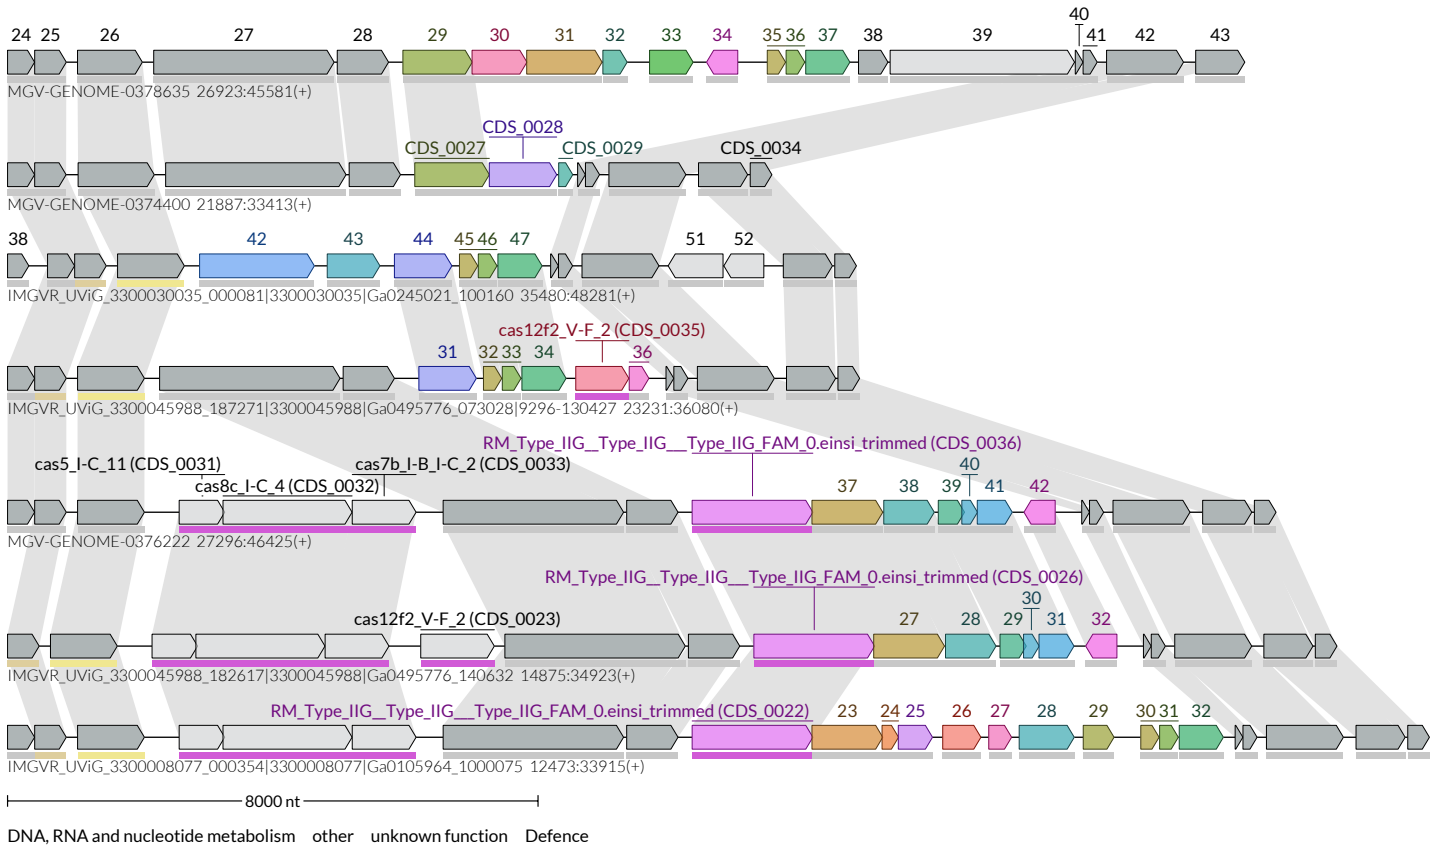 24 25 26 27 28 29 30 31 32 33 34 35 36 37 38 39 40 41 42 43
MGV-GENOME-0378635 26923:45581(+)
CDS_0027 CDS_0028 CDS_0029 CDS_0034
MGV-GENOME-0374400 21887:33413(+)
38 42 43 44 45 46 47 51 52
IMGVR_UViG_3300030035_000081|3300030035|Ga0245021_100160 35480:48281(+)
cas12f2_V-F_2 (CDS_0035)
31 32 33 34 36
IMGVR_UViG_3300045988_187271|3300045988|Ga0495776_073028|9296-130427 23231:36080(+)
RM_Type_IIG__Type_IIG___Type_IIG_FAM_0.einsi_trimmed (CDS_0036)
cas5_I-C_11 (CDS_0031) cas7b_I-B_I-C_2 (CDS_0033) 40
cas8c_I-C_4 (CDS_0032) 37 38 39 41 42
MGV-GENOME-0376222 27296:46425(+)
RM_Type_IIG__Type_IIG___Type_IIG_FAM_0.einsi_trimmed (CDS_0026)
30
cas12f2_V-F_2 (CDS_0023) 27 28 29 31 32
IMGVR_UViG_3300045988_182617|3300045988|Ga0495776_140632 14875:34923(+)
RM_Type_IIG__Type_IIG___Type_IIG_FAM_0.einsi_trimmed (CDS_0022) 23 24 25 26 27 28 29 30 31 32
IMGVR_UViG_3300008077_000354|3300008077|Ga0105964_1000075 12473:33915(+)
8000 nt
DNA, RNA and nucleotide metabolism other unknown function Defence